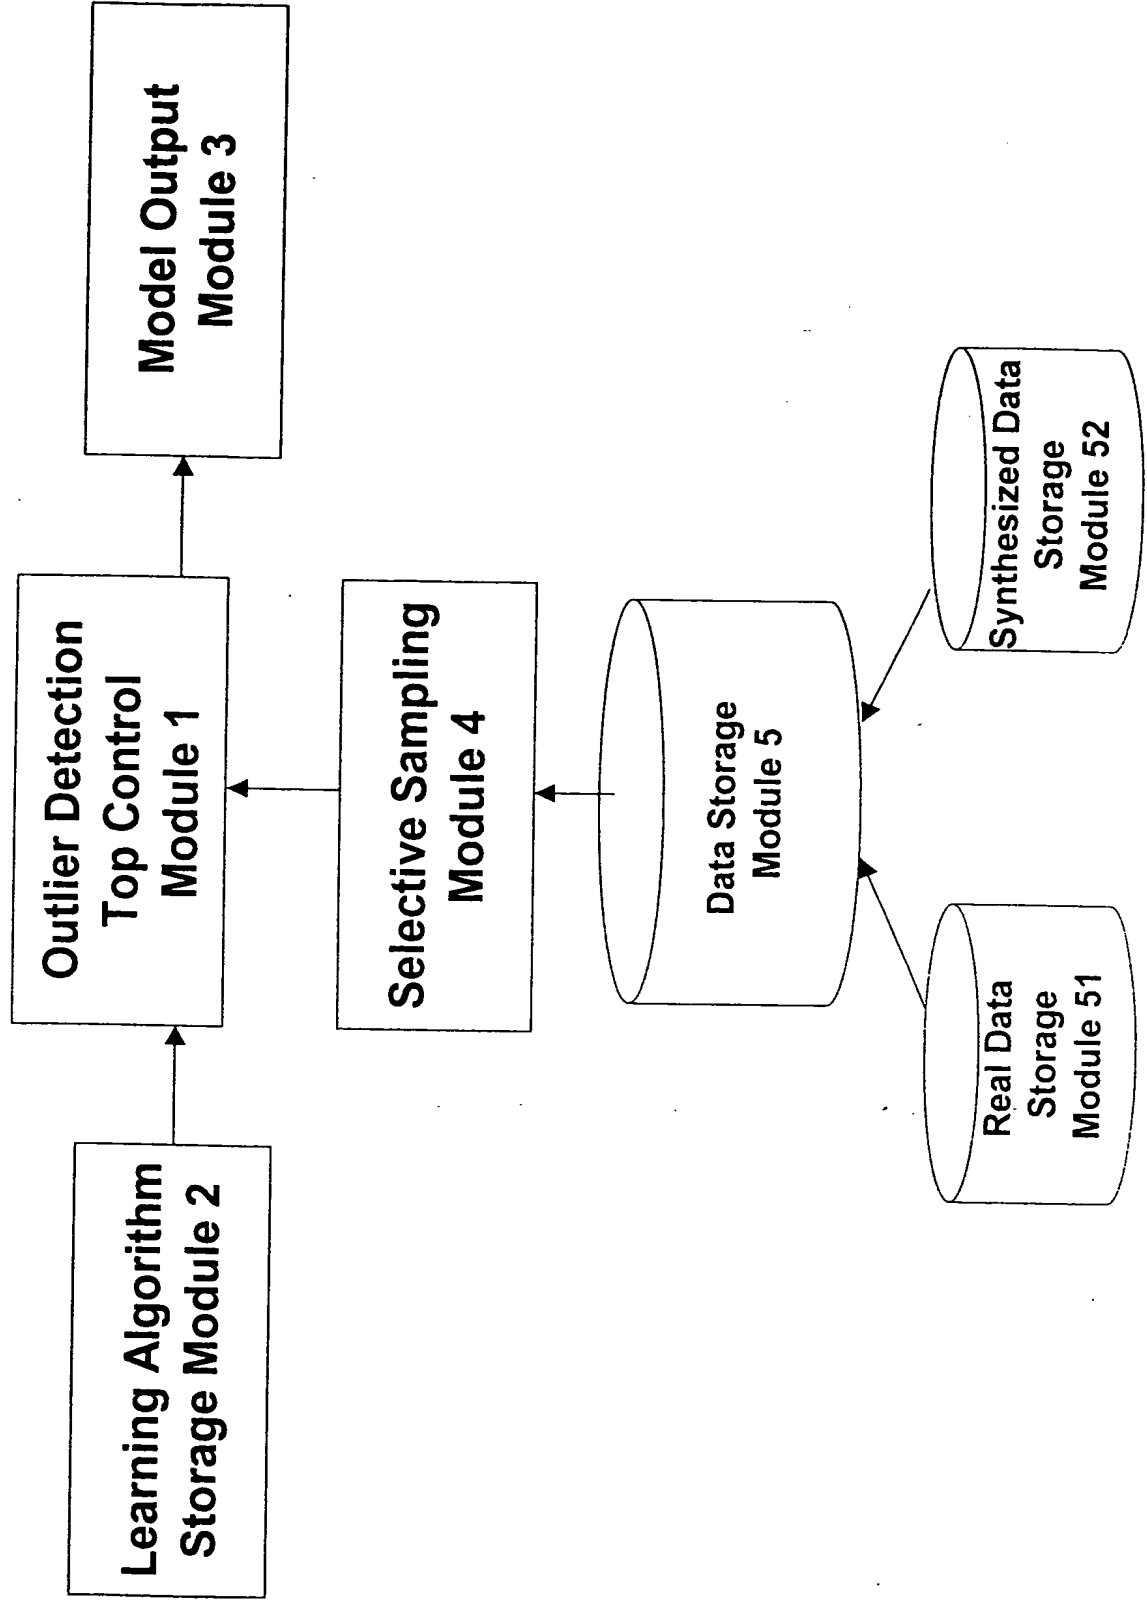 Learning Algorithm
Storage Module 2
Outlier Detection
Top Control
Module 1
Model Output
Module 3
Selective Sampling
Module 4
Data Storage
Module 5
Real Data
Storage
Module 51
Synthesized Data
Storage
Module 52